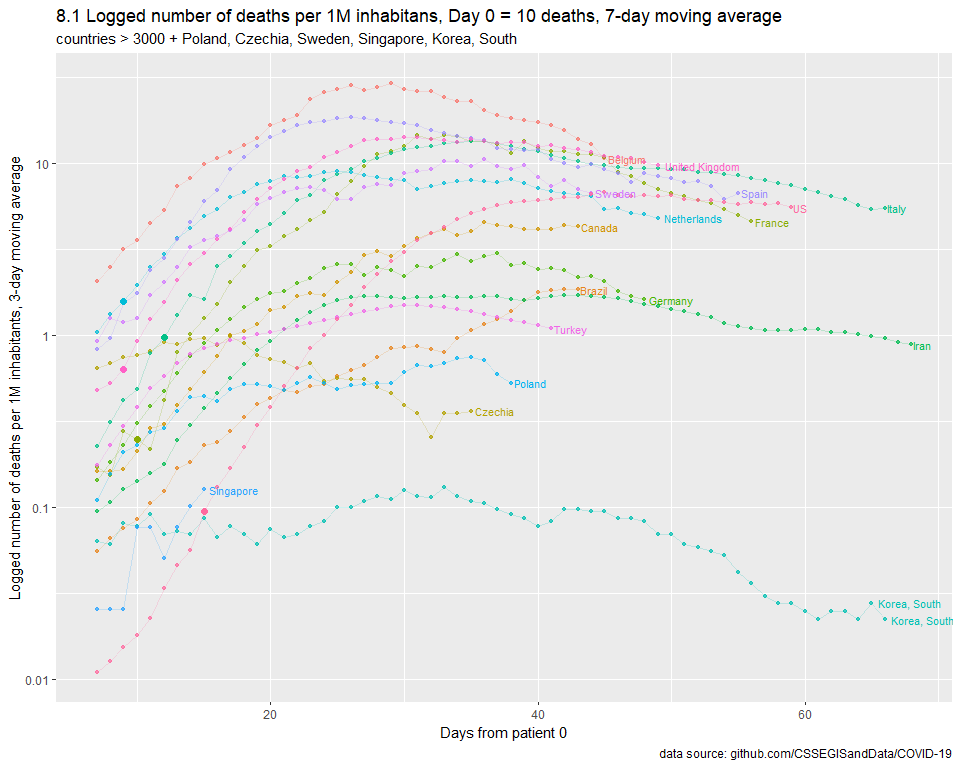 8.1 Logged number of deaths per 1M inhabitans, Day 0 = 10 deaths, 7-day moving average
countries > 3000 + Poland, Czechia, Sweden, Singapore, Korea, South
Logged number of deaths per 1M inhabitants, 3-day moving average
10
1
0.1
0.01
Belgium
United Kingdom
Sweden
Spain
US
Italy
Netherlands
France
Canada
Brazil
Germany
Turkey
Iran
Poland
Czechia
Singapore
Korea, South
Korea, South
20
40
60
Days from patient 0
data source: github.com/CSSEGISandData/COVID-19